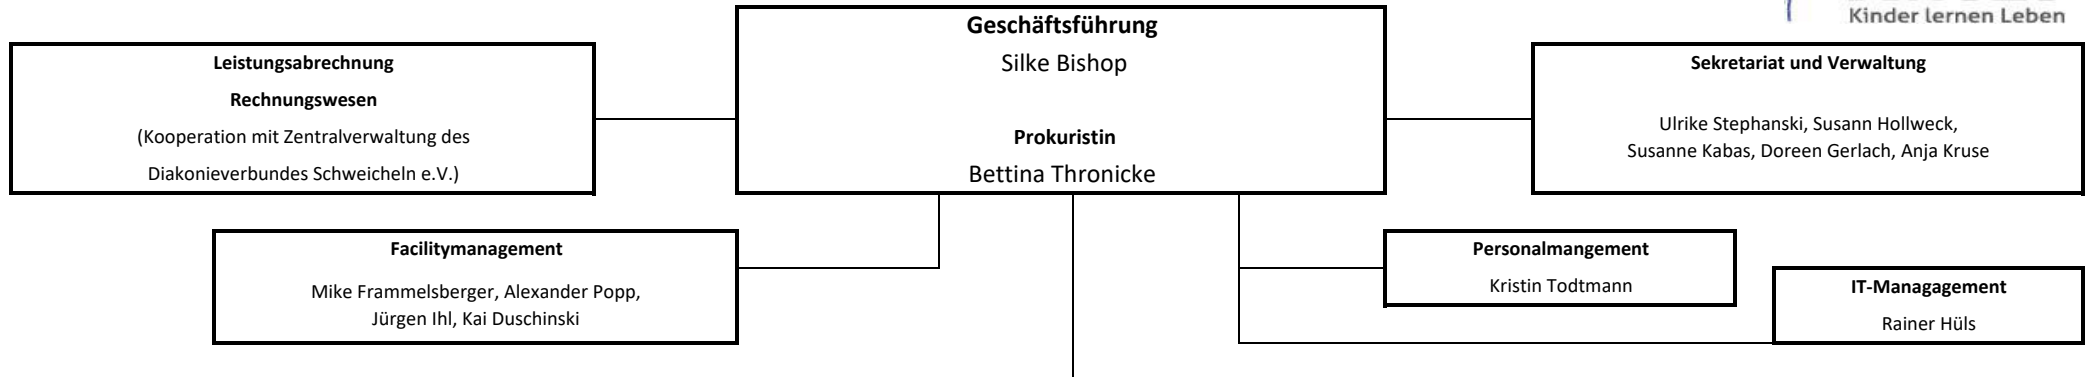 Kinder lernen Leben
Geschäftsführung
Silke Bishop
Prokuristin
Bettina Thronicke
Leistungsabrechnung
Rechnungswesen
(Kooperation mit Zentralverwaltung des
Diakonieverbundes Schweicheln e.V.)
Sekretariat und Verwaltung
Ulrike Stephanski, Susann Hollweck,
Susanne Kabas, Doreen Gerlach, Anja Kruse
Facilitymanagement
Mike Frammelsberger, Alexander Popp,
Jürgen Ihl, Kai Duschinski
Personalmangement
Kristin Todtmann
IT-Managagement
Rainer Hüls